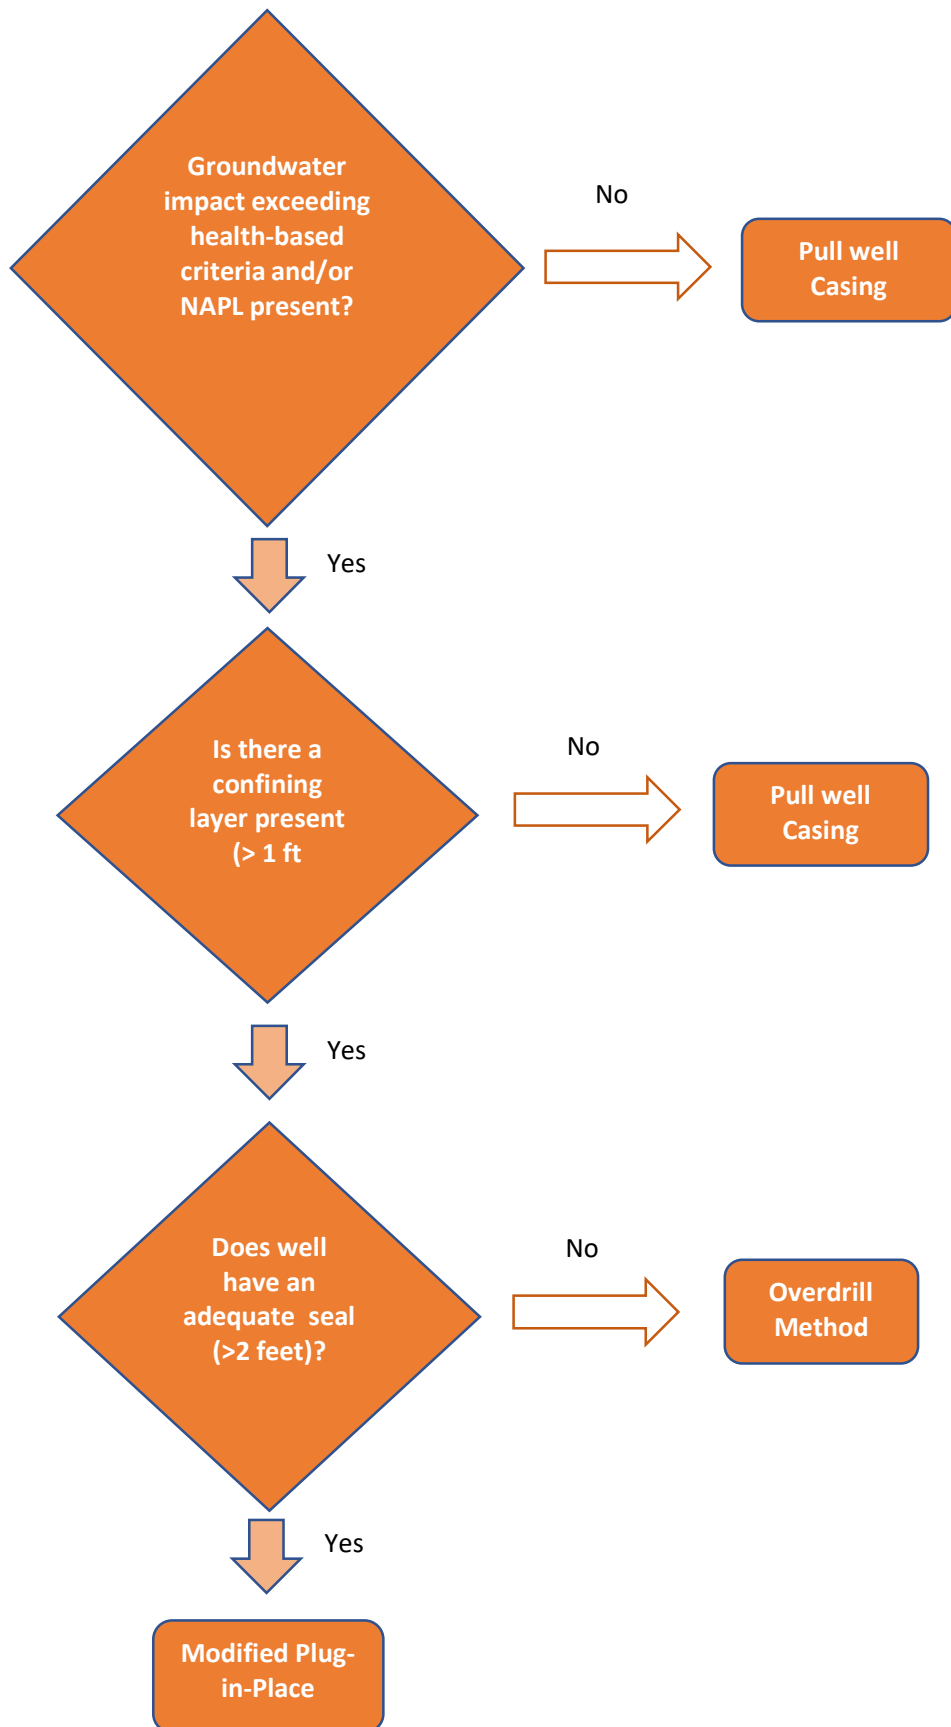 Groundwater
impact exceeding
health-based
criteria and/or
NAPL present?
No
Pull well
Casing
Yes
Is there a
confining
layer present
(> 1 ft
No
Pull well
Casing
Yes
Does well
have an
adequate  seal
(>2 feet)?
No
Overdrill
Method
Yes
Modified Plug-
in-Place